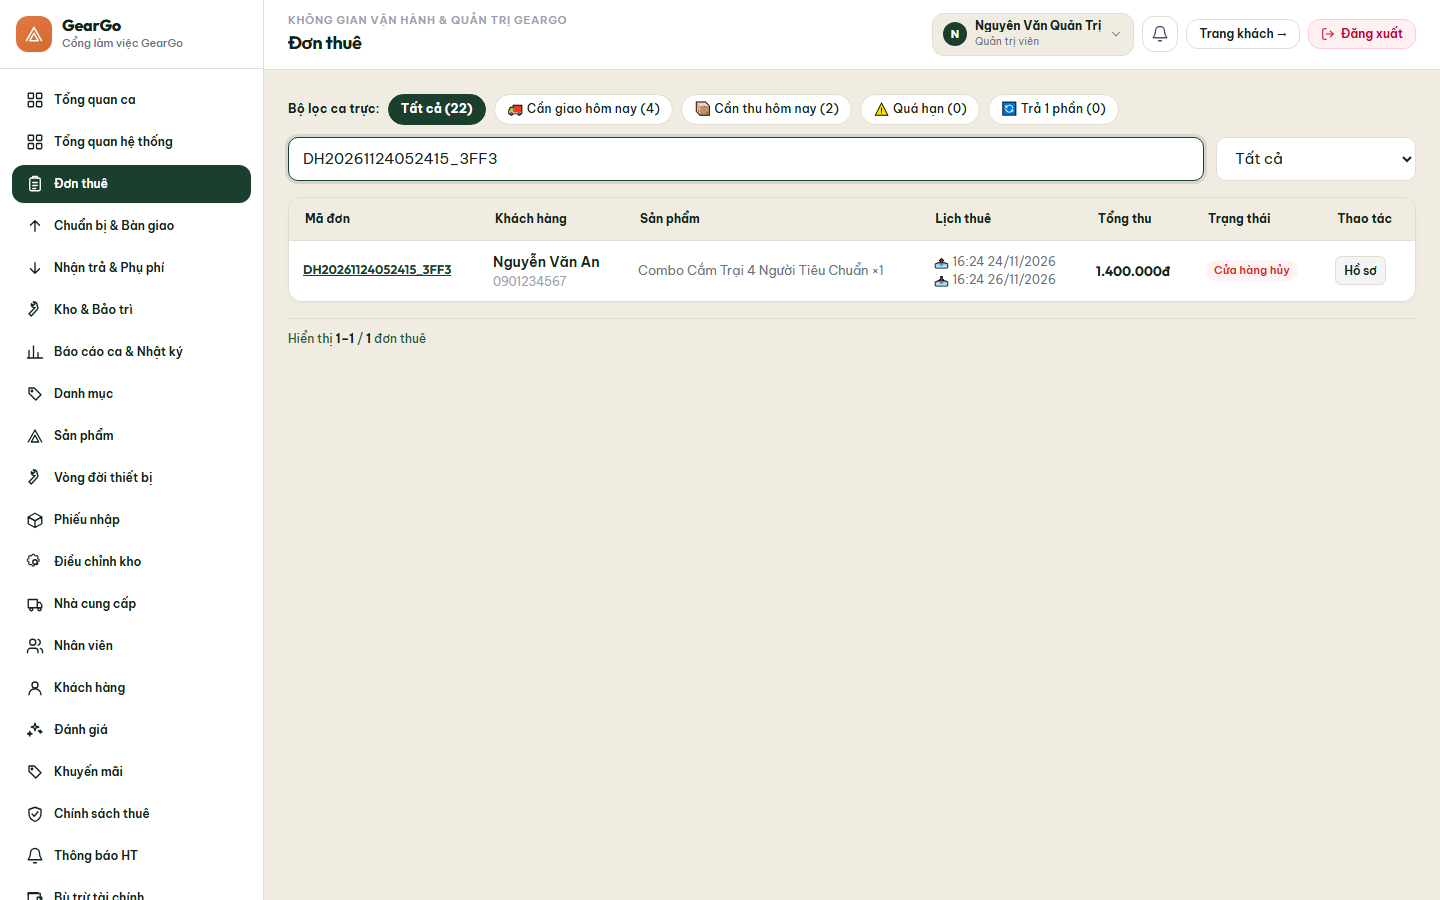 GearGo
Cổng làm việc GearGo
Tổng quan ca
Tổng quan hệ thống
Đơn thuê
Chuẩn bị & Bàn giao
Nhận trả & Phụ phí
Kho & Bảo trì
Báo cáo ca & Nhật ký
Danh mục
Sản phẩm
Vòng đời thiết bị
Phiếu nhập
Điều chỉnh kho
Nhà cung cấp
Nhân viên
Khách hàng
Đánh giá
Khuyến mãi
Chính sách thuê
Thông báo HT
Bù trừ tài chính
KHÔNG GIAN VẬN HÀNH & QUẢN TRỊ GEARGO
Đơn thuê
N
Nguyễn Văn Quản Trị
Quản trị viên
Trang khách →
Đăng xuất
Bộ lọc ca trực:
Tất cả (22)
Cần giao hôm nay (4)
Cần thu hôm nay (2)
Quá hạn (0)
Trả 1 phần (0)
DH20261124052415_3FF3
Tất cả
Mã đơn Khách hàng Sản phẩm Lịch thuê Tổng thu Trạng thái Thao tác
DH20261124052415_3FF3
Nguyễn Văn An
0901234567
Combo Cắm Trại 4 Người Tiêu Chuẩn ×1
16:24 24/11/2026
16:24 26/11/2026
1.400.000đ
Cửa hàng hủy
Hồ sơ
Hiển thị 1–1 / 1 đơn thuê